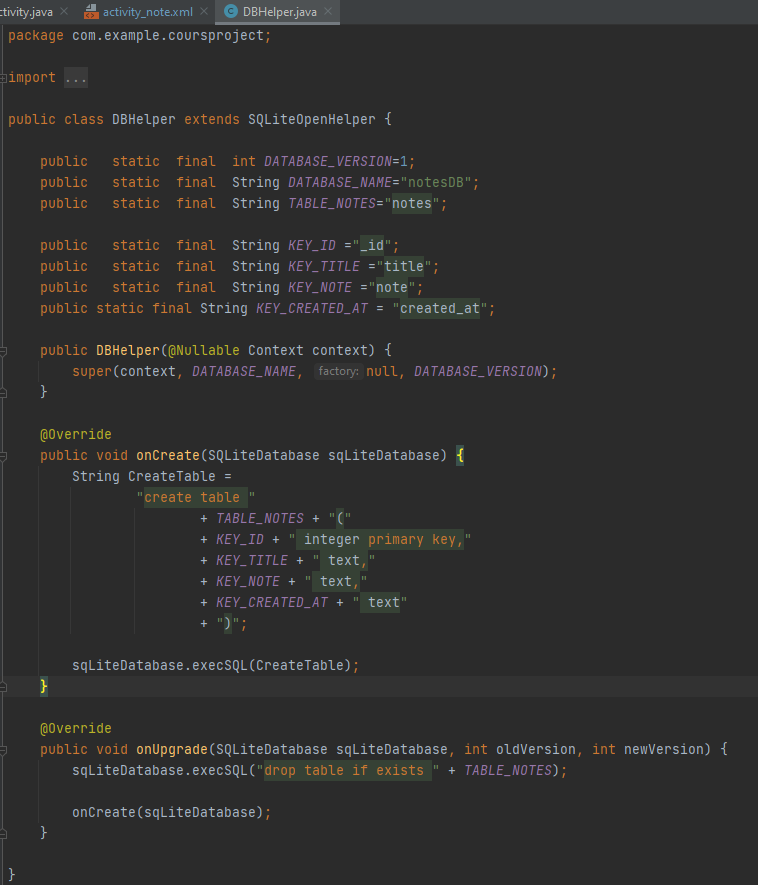 ctivity.java activity_note.xml DBHelper.java
package com.example.coursproject;
import ...
public class DBHelper extends SQLiteOpenHelper {
public static final int DATABASE_VERSION=1;
public static final String DATABASE_NAME="notesDB";
public static final String TABLE_NOTES="notes";
public static final String KEY_ID ="_id";
public static final String KEY_TITLE ="title";
public static final String KEY_NOTE ="note";
public static final String KEY_CREATED_AT = "created_at";
public DBHelper(@Nullable Context context) {
super(context, DATABASE_NAME, factory: null, DATABASE_VERSION);
}
@Override
public void onCreate(SQLiteDatabase sqLiteDatabase) {
String CreateTable =
"create table "
+ TABLE_NOTES + "("
+ KEY_ID + " integer primary key,"
+ KEY_TITLE + " text,"
+ KEY_NOTE + " text,"
+ KEY_CREATED_AT + " text"
+ ")";
sqLiteDatabase.execSQL(CreateTable);
}
@Override
public void onUpgrade(SQLiteDatabase sqLiteDatabase, int oldVersion, int newVersion) {
sqLiteDatabase.execSQL("drop table if exists " + TABLE_NOTES);
onCreate(sqLiteDatabase);
}
}